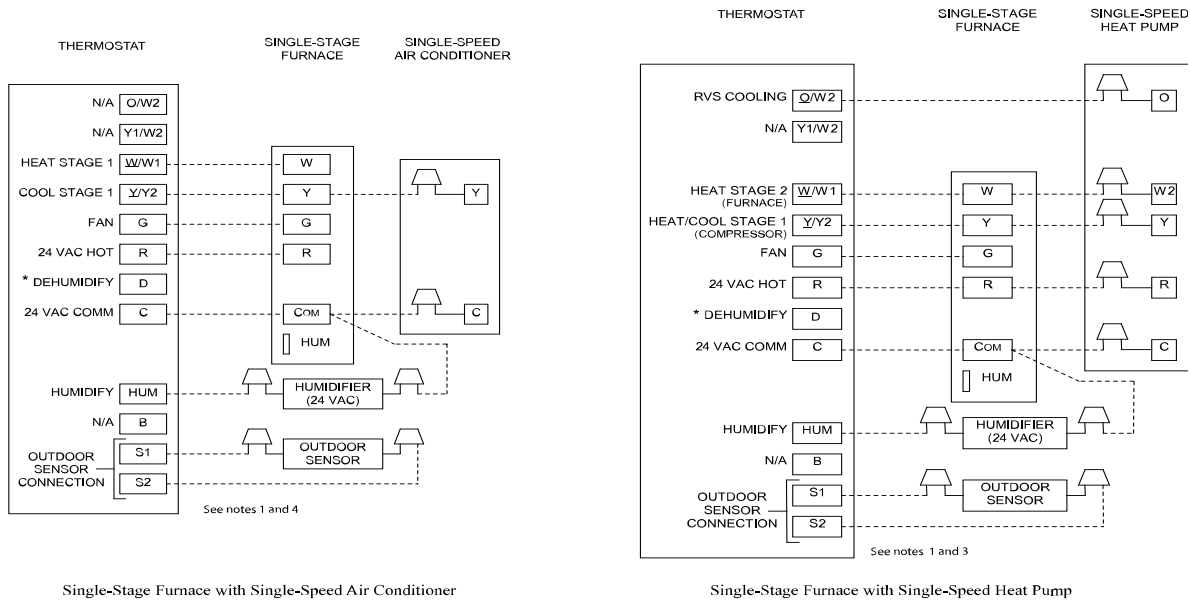 THERMOSTAT
SINGLE-STAGE
FURNACE
SINGLE-SPEED
AIR CONDITIONER
N/A O/W2
N/A Y1/W2
HEAT STAGE 1 W/W1 W
COOL STAGE 1 Y/Y2 Y Y
FAN G G
24 VAC HOT R R
* DEHUMIDIFY D
24 VAC COMM C COM C
HUM
HUMIDIFY HUM HUMIDIFIER
(24 VAC)
N/A B
OUTDOOR
SENSOR
CONNECTION
S1
S2
OUTDOOR
SENSOR
See notes 1 and 4
Single-Stage Furnace with Single-Speed Air Conditioner
THERMOSTAT
SINGLE-STAGE
FURNACE
SINGLE-SPEED
HEAT PUMP
RVS COOLING O/W2 O
N/A Y1/W2
HEAT STAGE 2 W/W1 W W2
(FURNACE)
HEAT/COOL STAGE 1 Y/Y2 Y Y
(COMPRESSOR)
FAN G G
24 VAC HOT R R R
* DEHUMIDIFY D
24 VAC COMM C COM C
HUM
HUMIDIFY HUM HUMIDIFIER
(24 VAC)
N/A B
OUTDOOR
SENSOR
CONNECTION
S1
S2
OUTDOOR
SENSOR
See notes 1 and 3
Single-Stage Furnace with Single-Speed Heat Pump